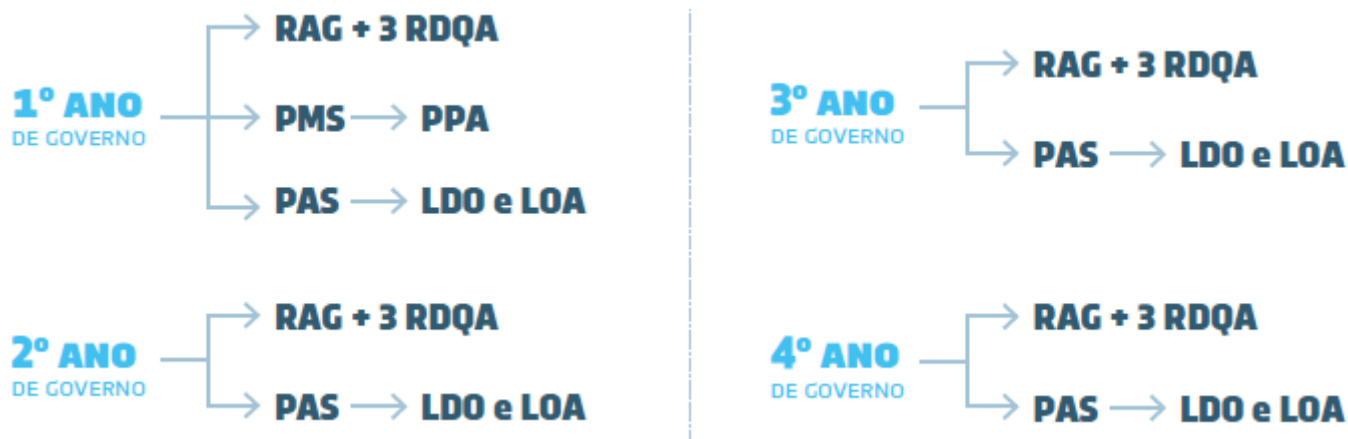 1º ANO
DE GOVERNO
RAG + 3 RDQA
PMS PPA
PAS LDO e LOA
2º ANO
DE GOVERNO
RAG + 3 RDQA
PAS LDO e LOA
3º ANO
DE GOVERNO
RAG + 3 RDQA
PAS LDO e LOA
4º ANO
DE GOVERNO
RAG + 3 RDQA
PAS LDO e LOA